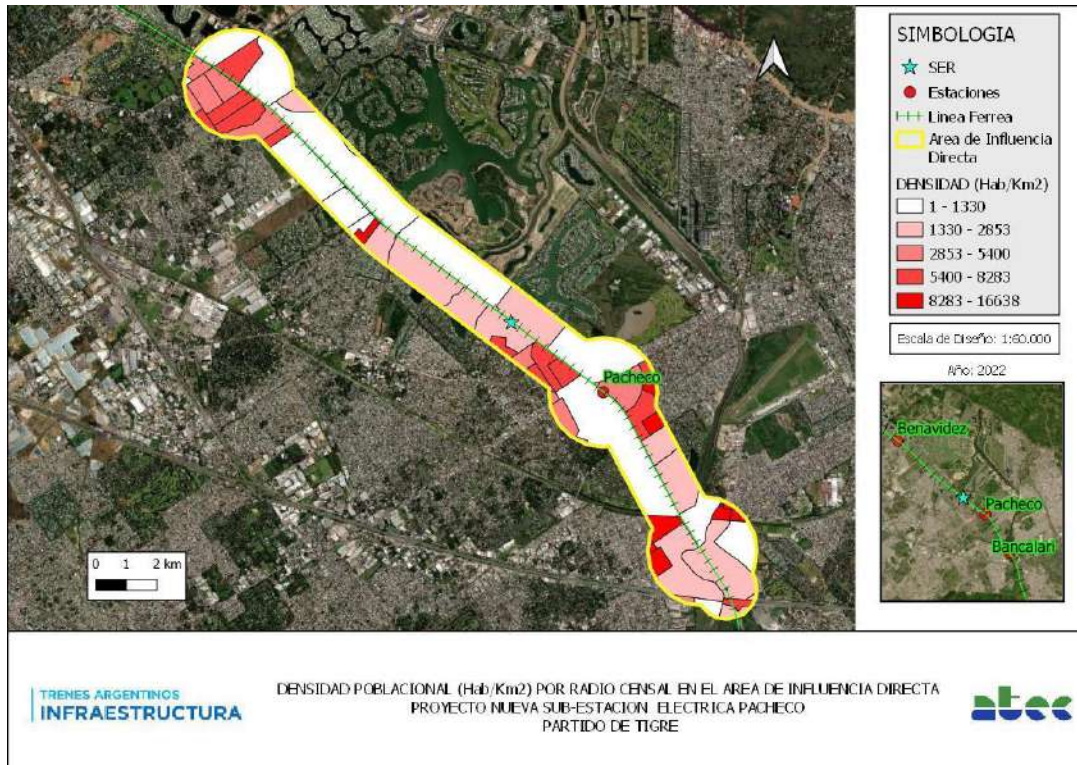 SIMBOLOGIA
SER
Estaciones
Linea Ferrea
Area de Influencia
Directa
DENSIDAD (Hab/Km2)
1 - 1330
1330 - 2853
2853 - 5400
5400 - 8283
8283 - 16638
Escala de Diseño: 1:60.000
Año: 2022
Pacheco
Benavidez
Pacheco
Bancalari
0 1 2 km
TRENES ARGENTINOS
INFRAESTRUCTURA
DENSIDAD POBLACIONAL (Hab/Km2) POR RADIO CENSAL EN EL AREA DE INFLUENCIA DIRECTA
PROYECTO NUEVA SUB-ESTACION ELECTRICA PACHECO
PARTIDO DE TIGRE
atec